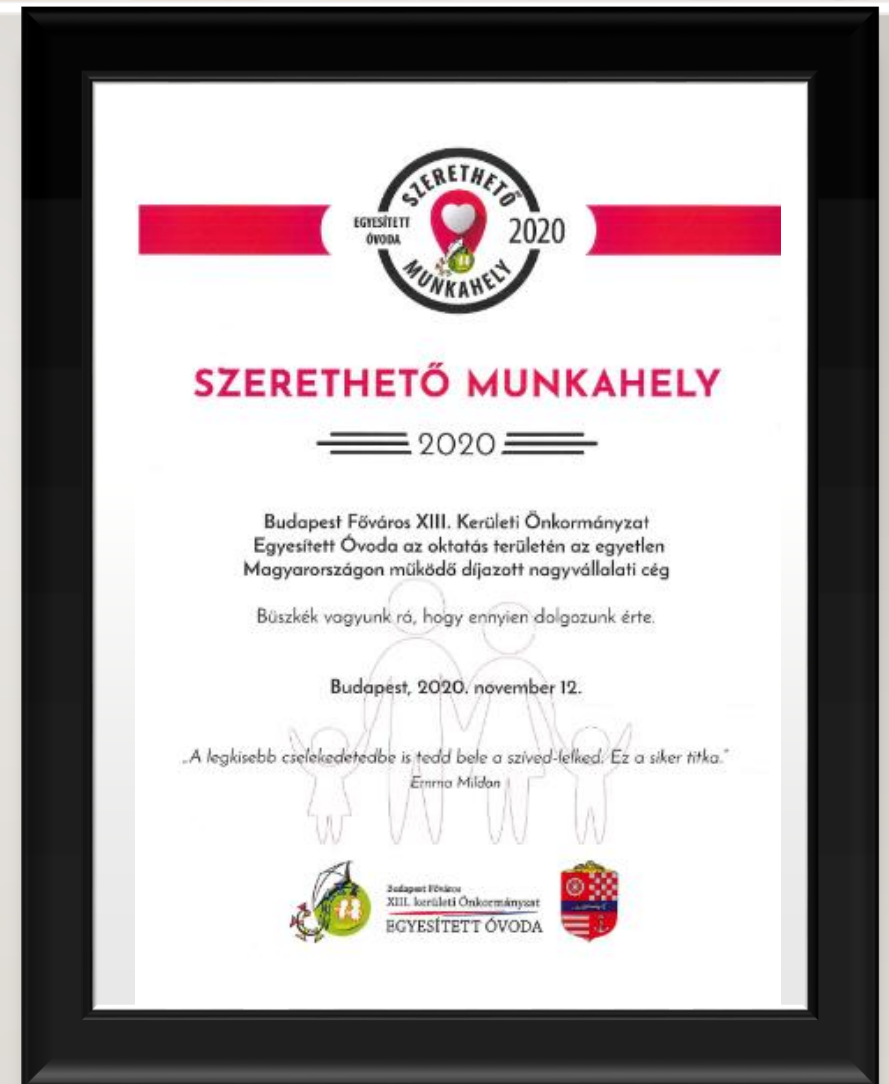 SZERETHETŐ
EGYESÍTETT
ÓVODA
2020
MUNKAHELY
SZERETHETŐ MUNKAHELY
2020
Budapest Főváros XIII. Kerületi Önkormányzat
Egyesített Óvoda az oktatás területén az egyetlen
Magyarországon működő díjazott nagyvállalati cég
Büszkék vagyunk rá, hogy ennyien dolgozunk érte.
Budapest, 2020. november 12.
„A legkisebb cselekedetedbe is tedd bele a szíved-lelked. Ez a siker titka."
Emma Mildon
Budapest Főváros
XIII. kerületi Önkormányzat
EGYESÍTETT ÓVODA